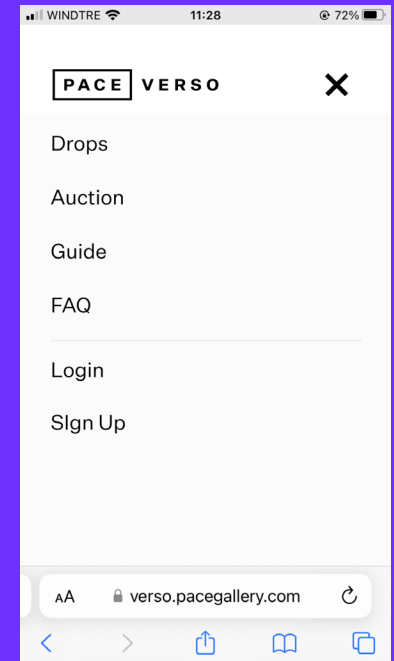 WINDTRE 11:28 72%
PACE VERSO
Drops
Auction
Guide
FAQ
Login
SIgn Up
AA verso.pacegallery.com